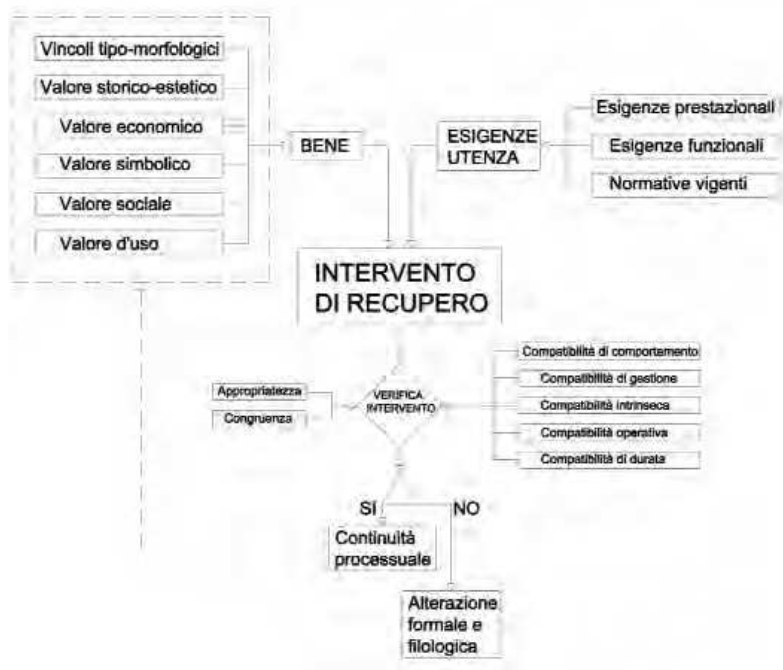 Vincoli tipo-morfologici
Valore storico-estetico
Valore economico
Valore simbolico
Valore sociale
Valore d'uso
BENE
ESIGENZE
UTENZA
Esigenze prestazionali
Esigenze funzionali
Normative vigenti
INTERVENTO
DI RECUPERO
Appropriatezza
Congruenza
VERIFICA
INTERVENTO
Compatibilità di comportamento
Compatibilità di gestione
Compatibilità intrinseca
Compatibilità operativa
Compatibilità di durata
SI
NO
Continuità
processuale
Alterazione
formale e
filologica